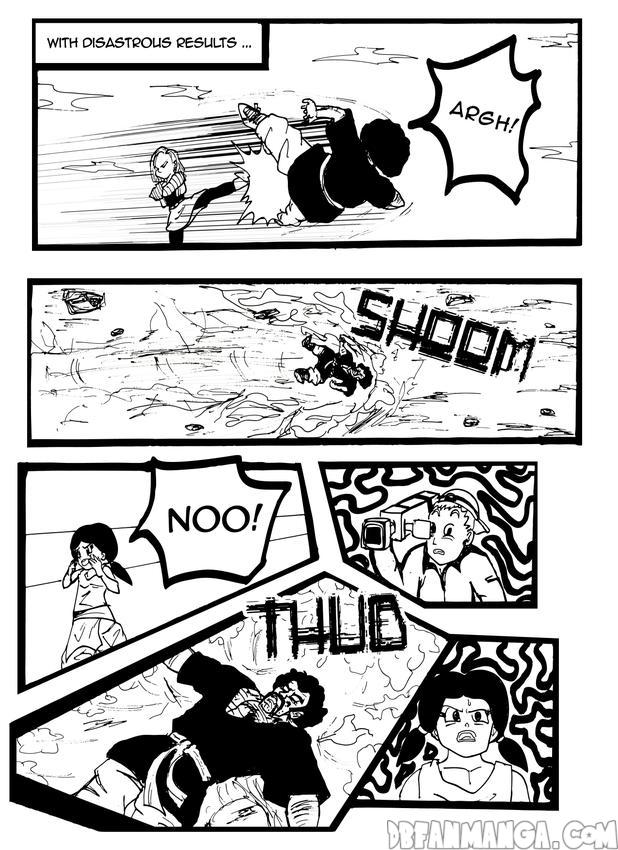 WITH DISASTROUS RESULTS ...
ARGH!
SHOOM
NOO!
THUD
DBFANMANGA.COM